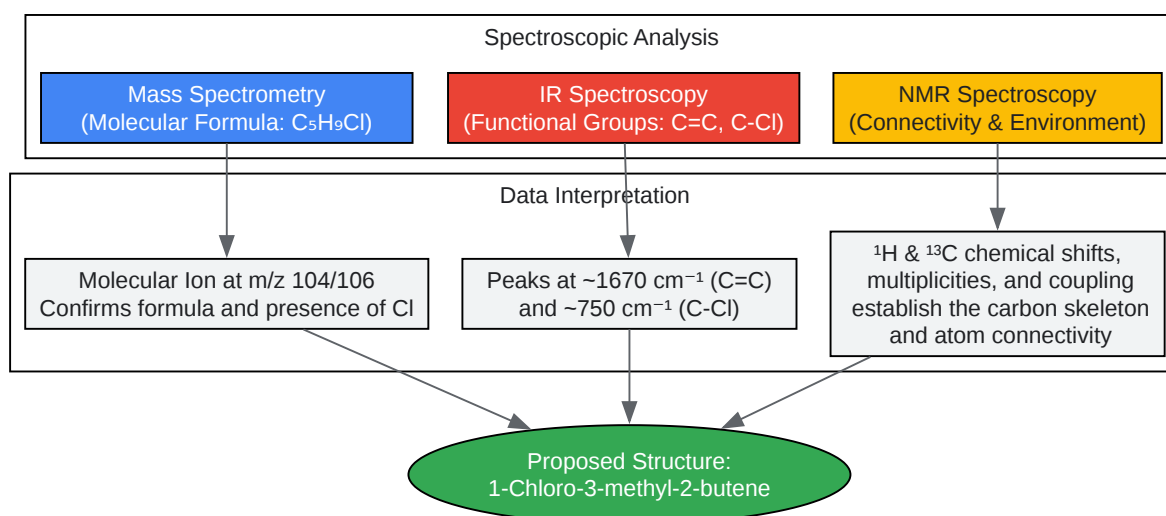 Spectroscopic Analysis
Mass Spectrometry
(Molecular Formula: C₅H₉Cl)
IR Spectroscopy
(Functional Groups: C=C, C-Cl)
NMR Spectroscopy
(Connectivity & Environment)
Data Interpretation
Molecular Ion at m/z 104/106
Confirms formula and presence of Cl
Peaks at ~1670 cm⁻¹ (C=C)
and ~750 cm⁻¹ (C-Cl)
¹H & ¹³C chemical shifts,
multiplicities, and coupling
establish the carbon skeleton
and atom connectivity
Proposed Structure:
1-Chloro-3-methyl-2-butene